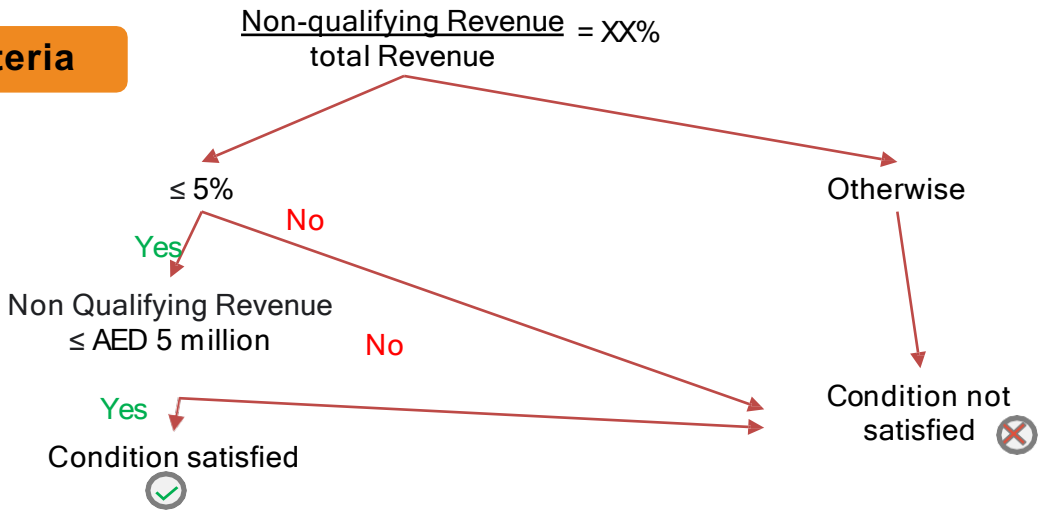 Non-qualifying Revenue = XX%
total Revenue
≤ 5%
Otherwise
No
Yes
Non Qualifying Revenue
≤ AED 5 million
No
Yes
Condition not
satisfied
Condition satisfied